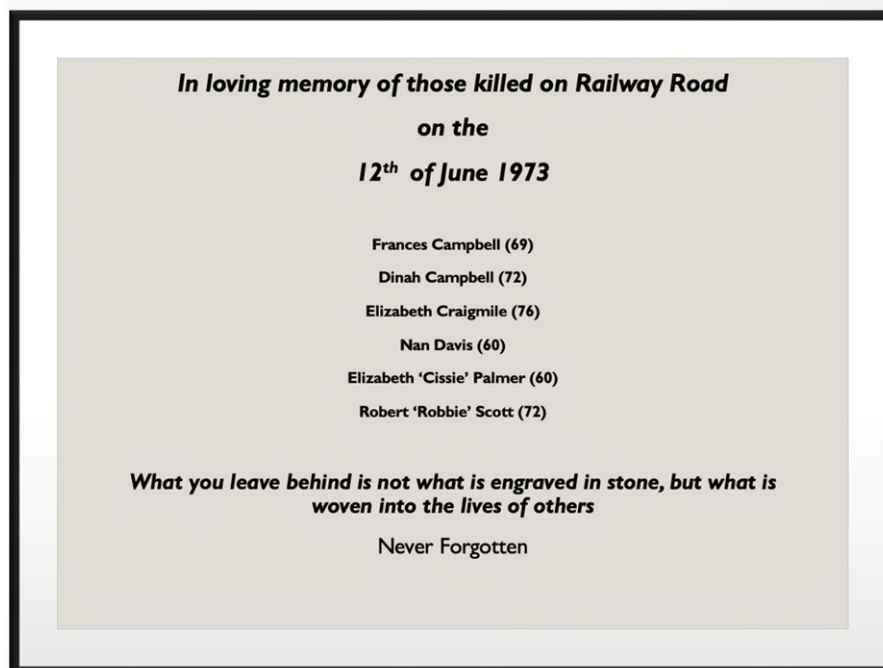 In loving memory of those killed on Railway Road
on the
12th of June 1973
Frances Campbell (69)
Dinah Campbell (72)
Elizabeth Craigmile (76)
Nan Davis (60)
Elizabeth ‘Cissie’ Palmer (60)
Robert ‘Robbie’ Scott (72)
What you leave behind is not what is engraved in stone, but what is
woven into the lives of others
Never Forgotten